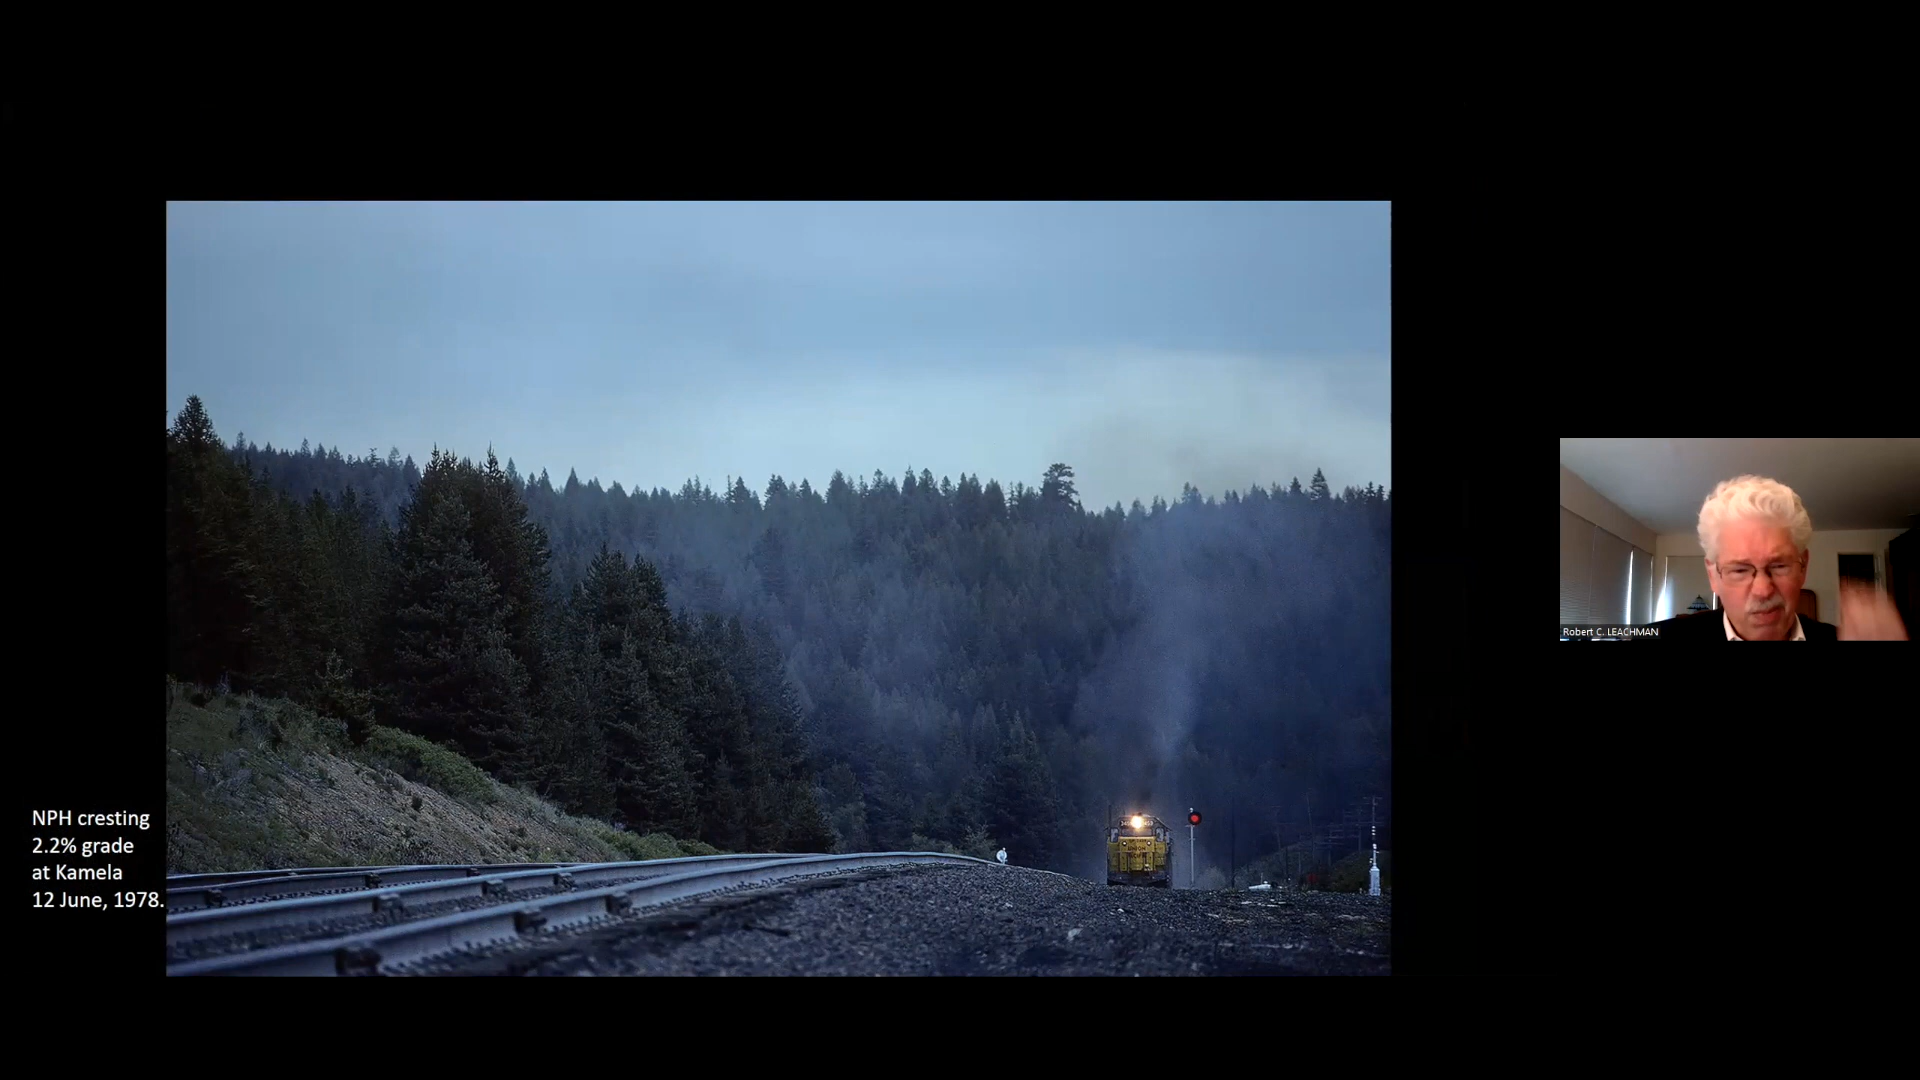 NPH cresting
2.2% grade
at Kamela
12 June, 1978.
Robert C. LEACHMAN